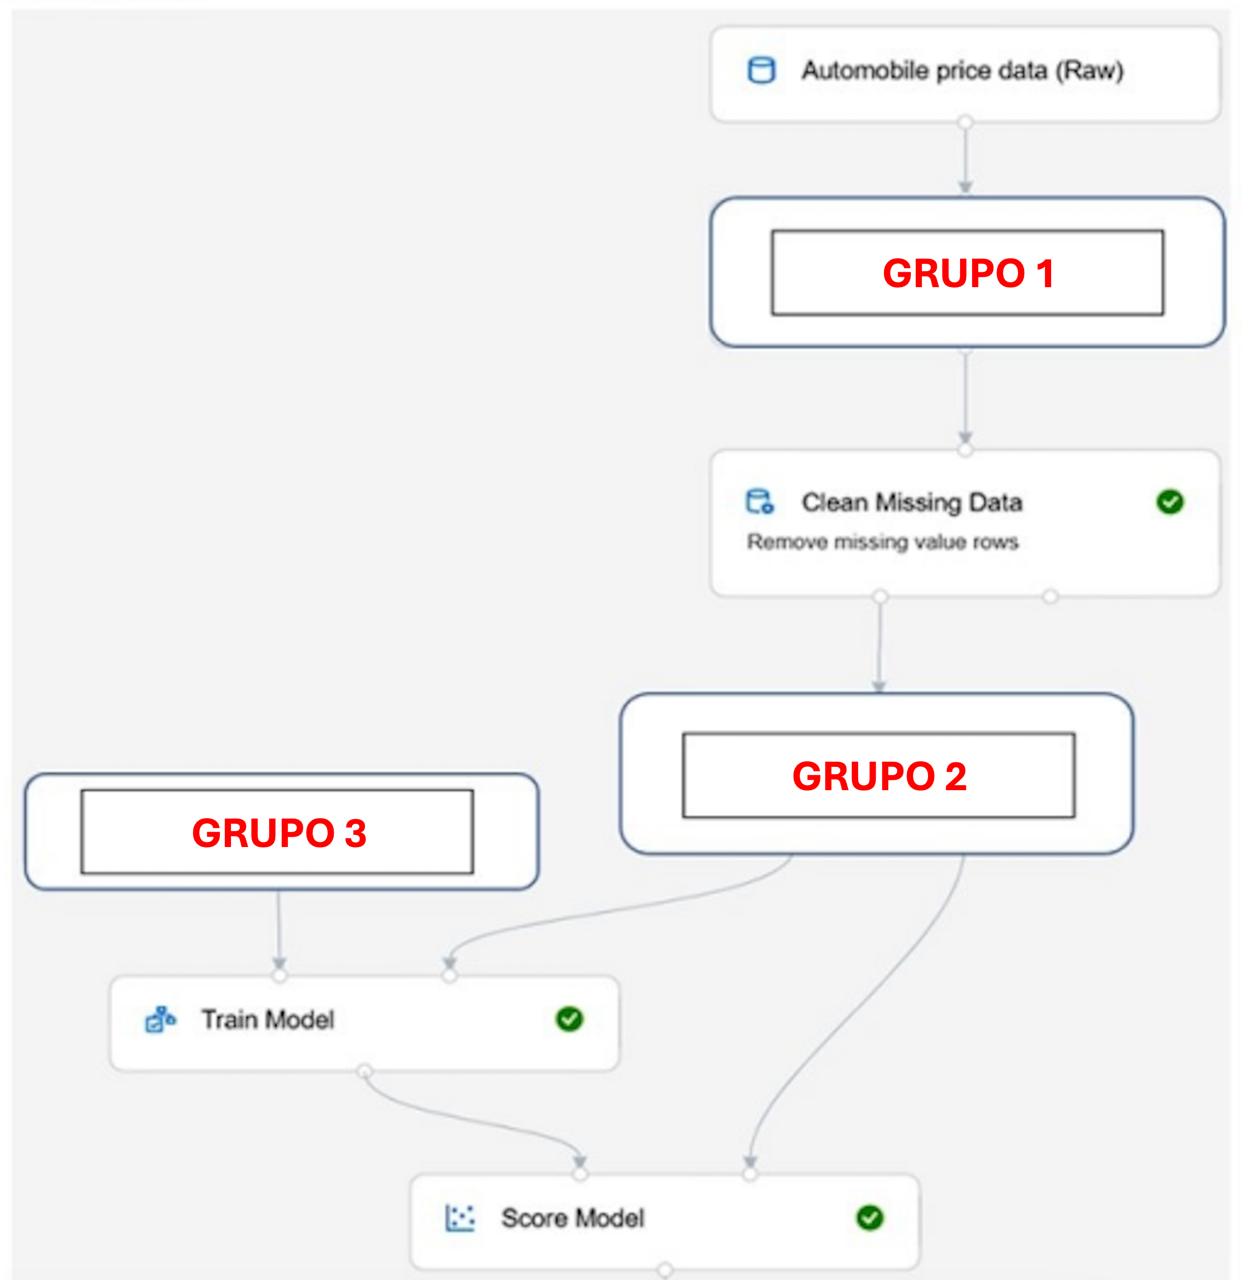 Automobile price data (Raw)
GRUPO 1
Clean Missing Data
Remove missing value rows
GRUPO 2
GRUPO 3
Train Model
Score Model